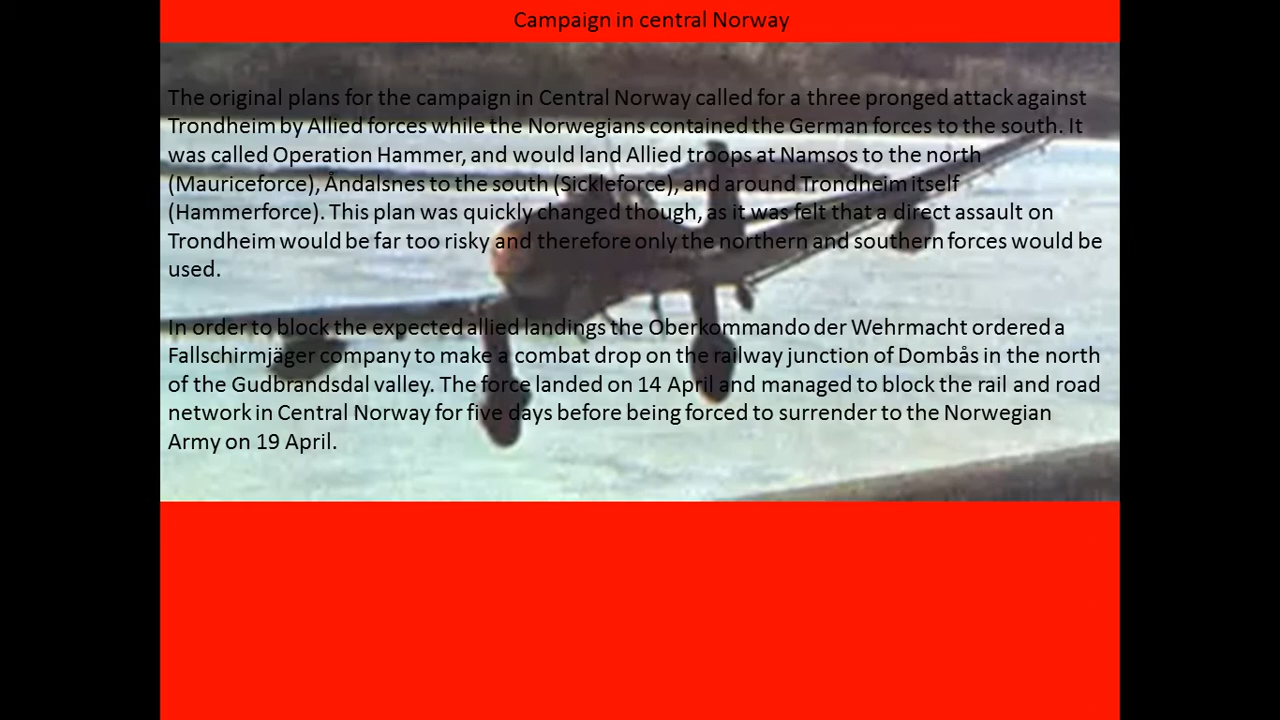 Campaign in central Norway
The original plans for the campaign in Central Norway called for a three pronged attack against
Trondheim by Allied forces while the Norwegians contained the German forces to the south. It
was called Operation Hammer, and would land Allied troops at Namsos to the north
(Mauriceforce), Åndalsnes to the south (Sickleforce), and around Trondheim itself
(Hammerforce). This plan was quickly changed though, as it was felt that a direct assault on
Trondheim would be far too risky and therefore only the northern and southern forces would be
used.
In order to block the expected allied landings the Oberkommando der Wehrmacht ordered a
Fallschirmjäger company to make a combat drop on the railway junction of Dombås in the north
of the Gudbrandsdal valley. The force landed on 14 April and managed to block the rail and road
network in Central Norway for five days before being forced to surrender to the Norwegian
Army on 19 April.